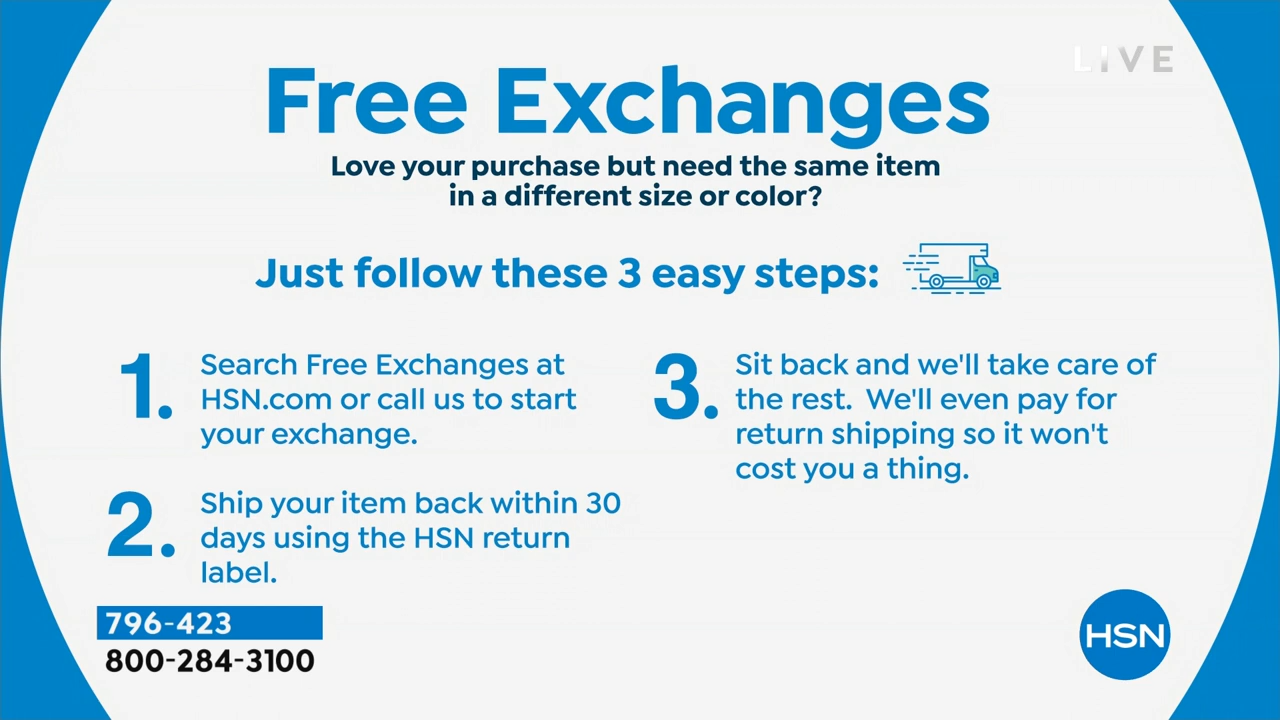 LIVE
Free Exchanges
Love your purchase but need the same item
in a different size or color?
Just follow these 3 easy steps:
1. Search Free Exchanges at
HSN.com or call us to start
your exchange.
2. Ship your item back within 30
days using the HSN return
label.
3. Sit back and we'll take care of
the rest.  We'll even pay for
return shipping so it won't
cost you a thing.
796-423
800-284-3100
HSN